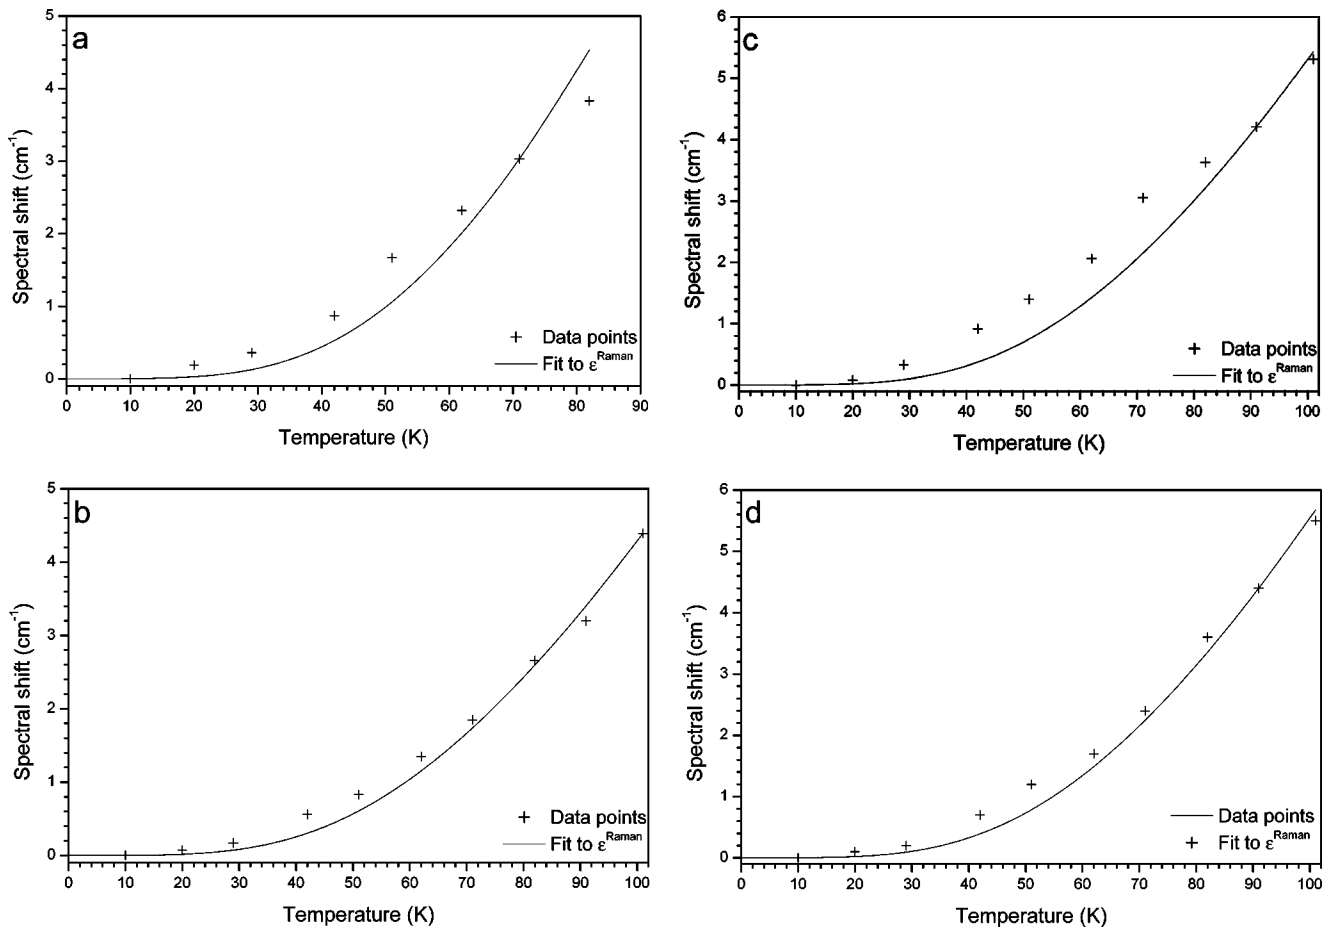 a
5
4
3
2
1
0
Spectral shift (cm⁻¹)
Data points
Fit to ε^Raman
0 10 20 30 40 50 60 70 80 90
Temperature (K)
c
6
5
4
3
2
1
0
Spectral shift (cm⁻¹)
Data points
Fit to ε^Raman
0 10 20 30 40 50 60 70 80 90 100
Temperature (K)
b
5
4
3
2
1
0
Spectral shift (cm⁻¹)
Data points
Fit to ε^Raman
0 10 20 30 40 50 60 70 80 90 100
Temperature (K)
d
6
5
4
3
2
1
0
Spectral shift (cm⁻¹)
Data points
Fit to ε^Raman
0 10 20 30 40 50 60 70 80 90 100
Temperature (K)